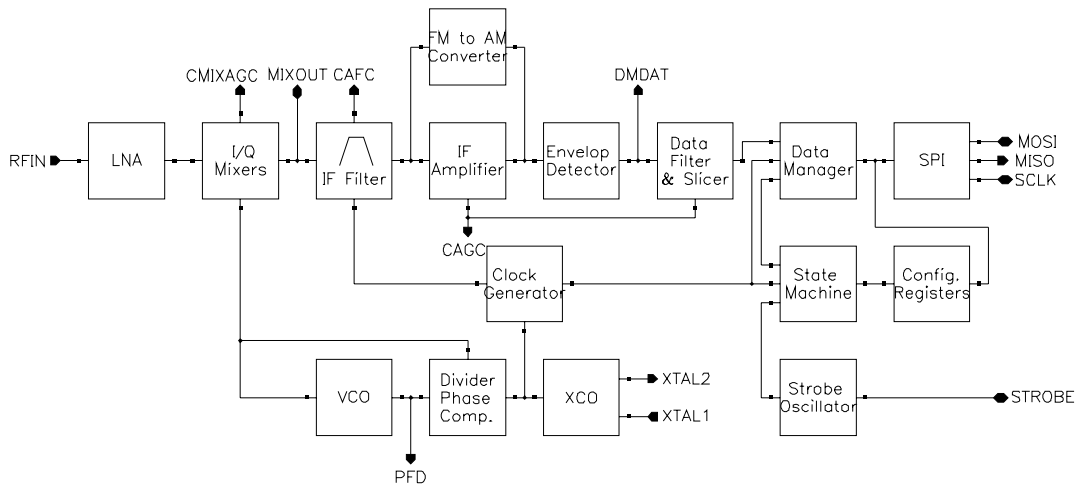 FM to AM
Converter
CMIXAGC
MIXOUT
CAFC
DMDAT
RFIN
LNA
I/Q
Mixers
IF Filter
IF
Amplifier
Envelop
Detector
Data
Filter
& Slicer
Data
Manager
SPI
MOSI
MISO
SCLK
CAGC
Clock
Generator
State
Machine
Config.
Registers
VCO
Divider
Phase
Comp.
XCO
XTAL2
XTAL1
Strobe
Oscillator
STROBE
PFD